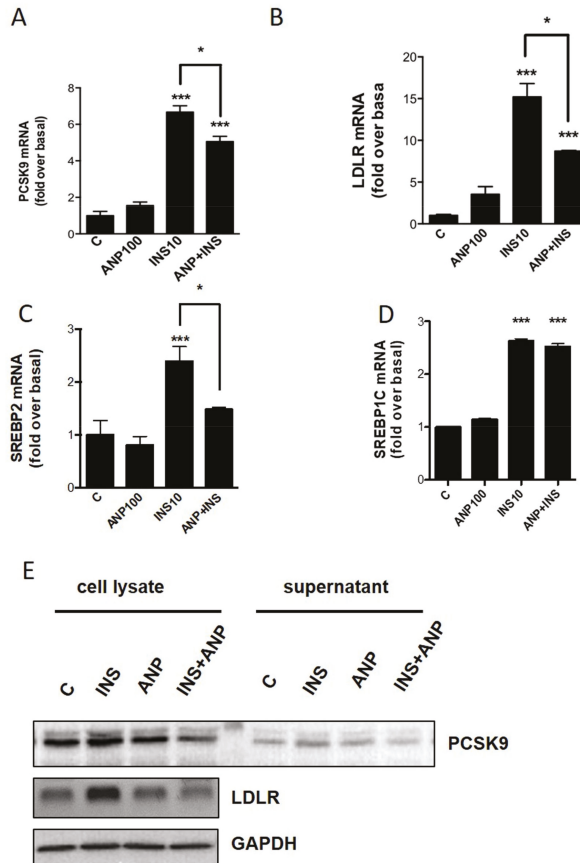 A
PCSK9 mRNA
(fold over basal)
8
6
4
2
0
***
***
*
C
ANP100
INS10
ANP+INS
B
LDLR mRNA
(fold over basa
20
15
10
5
0
***
***
*
C
ANP100
INS10
ANP+INS
C
SREBP2 mRNA
(fold over basal)
3
2
1
0
***
*
C
ANP100
INS10
ANP+INS
D
SREBP1C mRNA
(fold over basal)
3
2
1
0
***
***
C
ANP100
INS10
ANP+INS
E
cell lysate
supernatant
C
INS
ANP
INS+ANP
C
INS
ANP
INS+ANP
PCSK9
LDLR
GAPDH